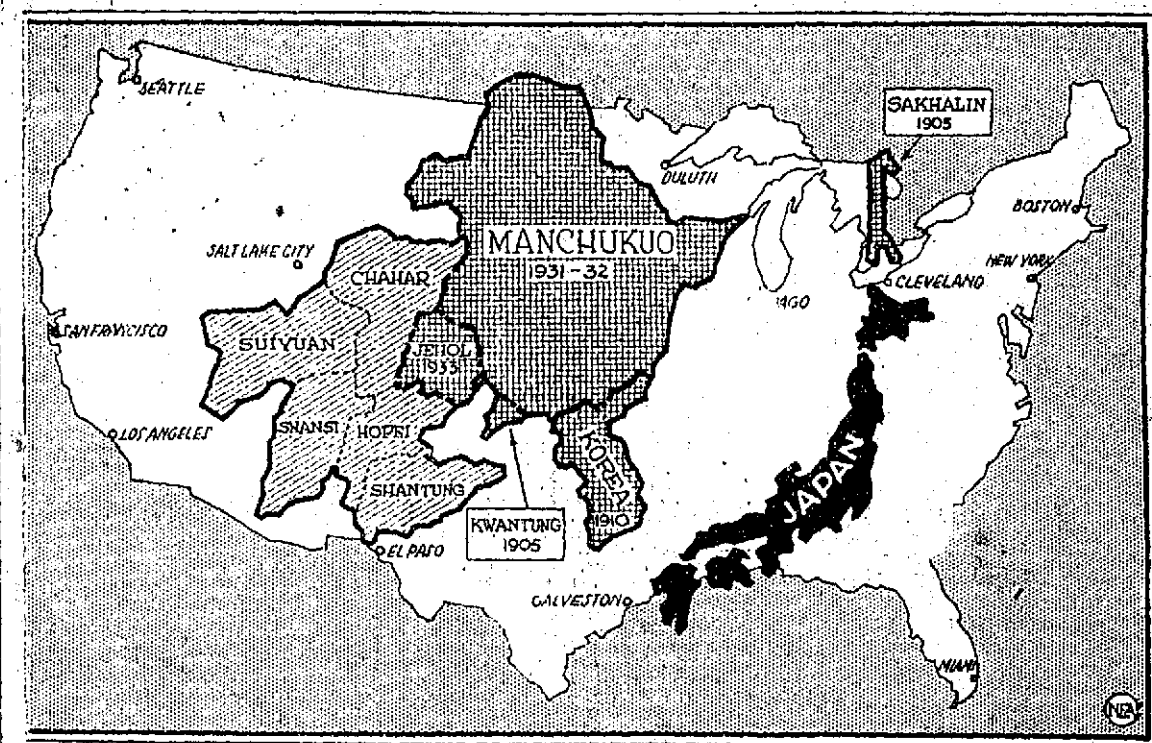 SEATTLE
SAKHALIN
1905
DULUTH
BOSTON
MANCHUKUO
1931-32
SALT LAKE CITY
CHAHAR
NEW YORK
CLEVELAND
SAN FRANCISCO
SUIYUAN
JEHOL
1933
LOS ANGELES
SHANSI
HOPEI
KOREA
1910
JAPAN
SHANTUNG
KWANTUNG
1905
EL PASO
GALVESTON
MIAMI
NEA